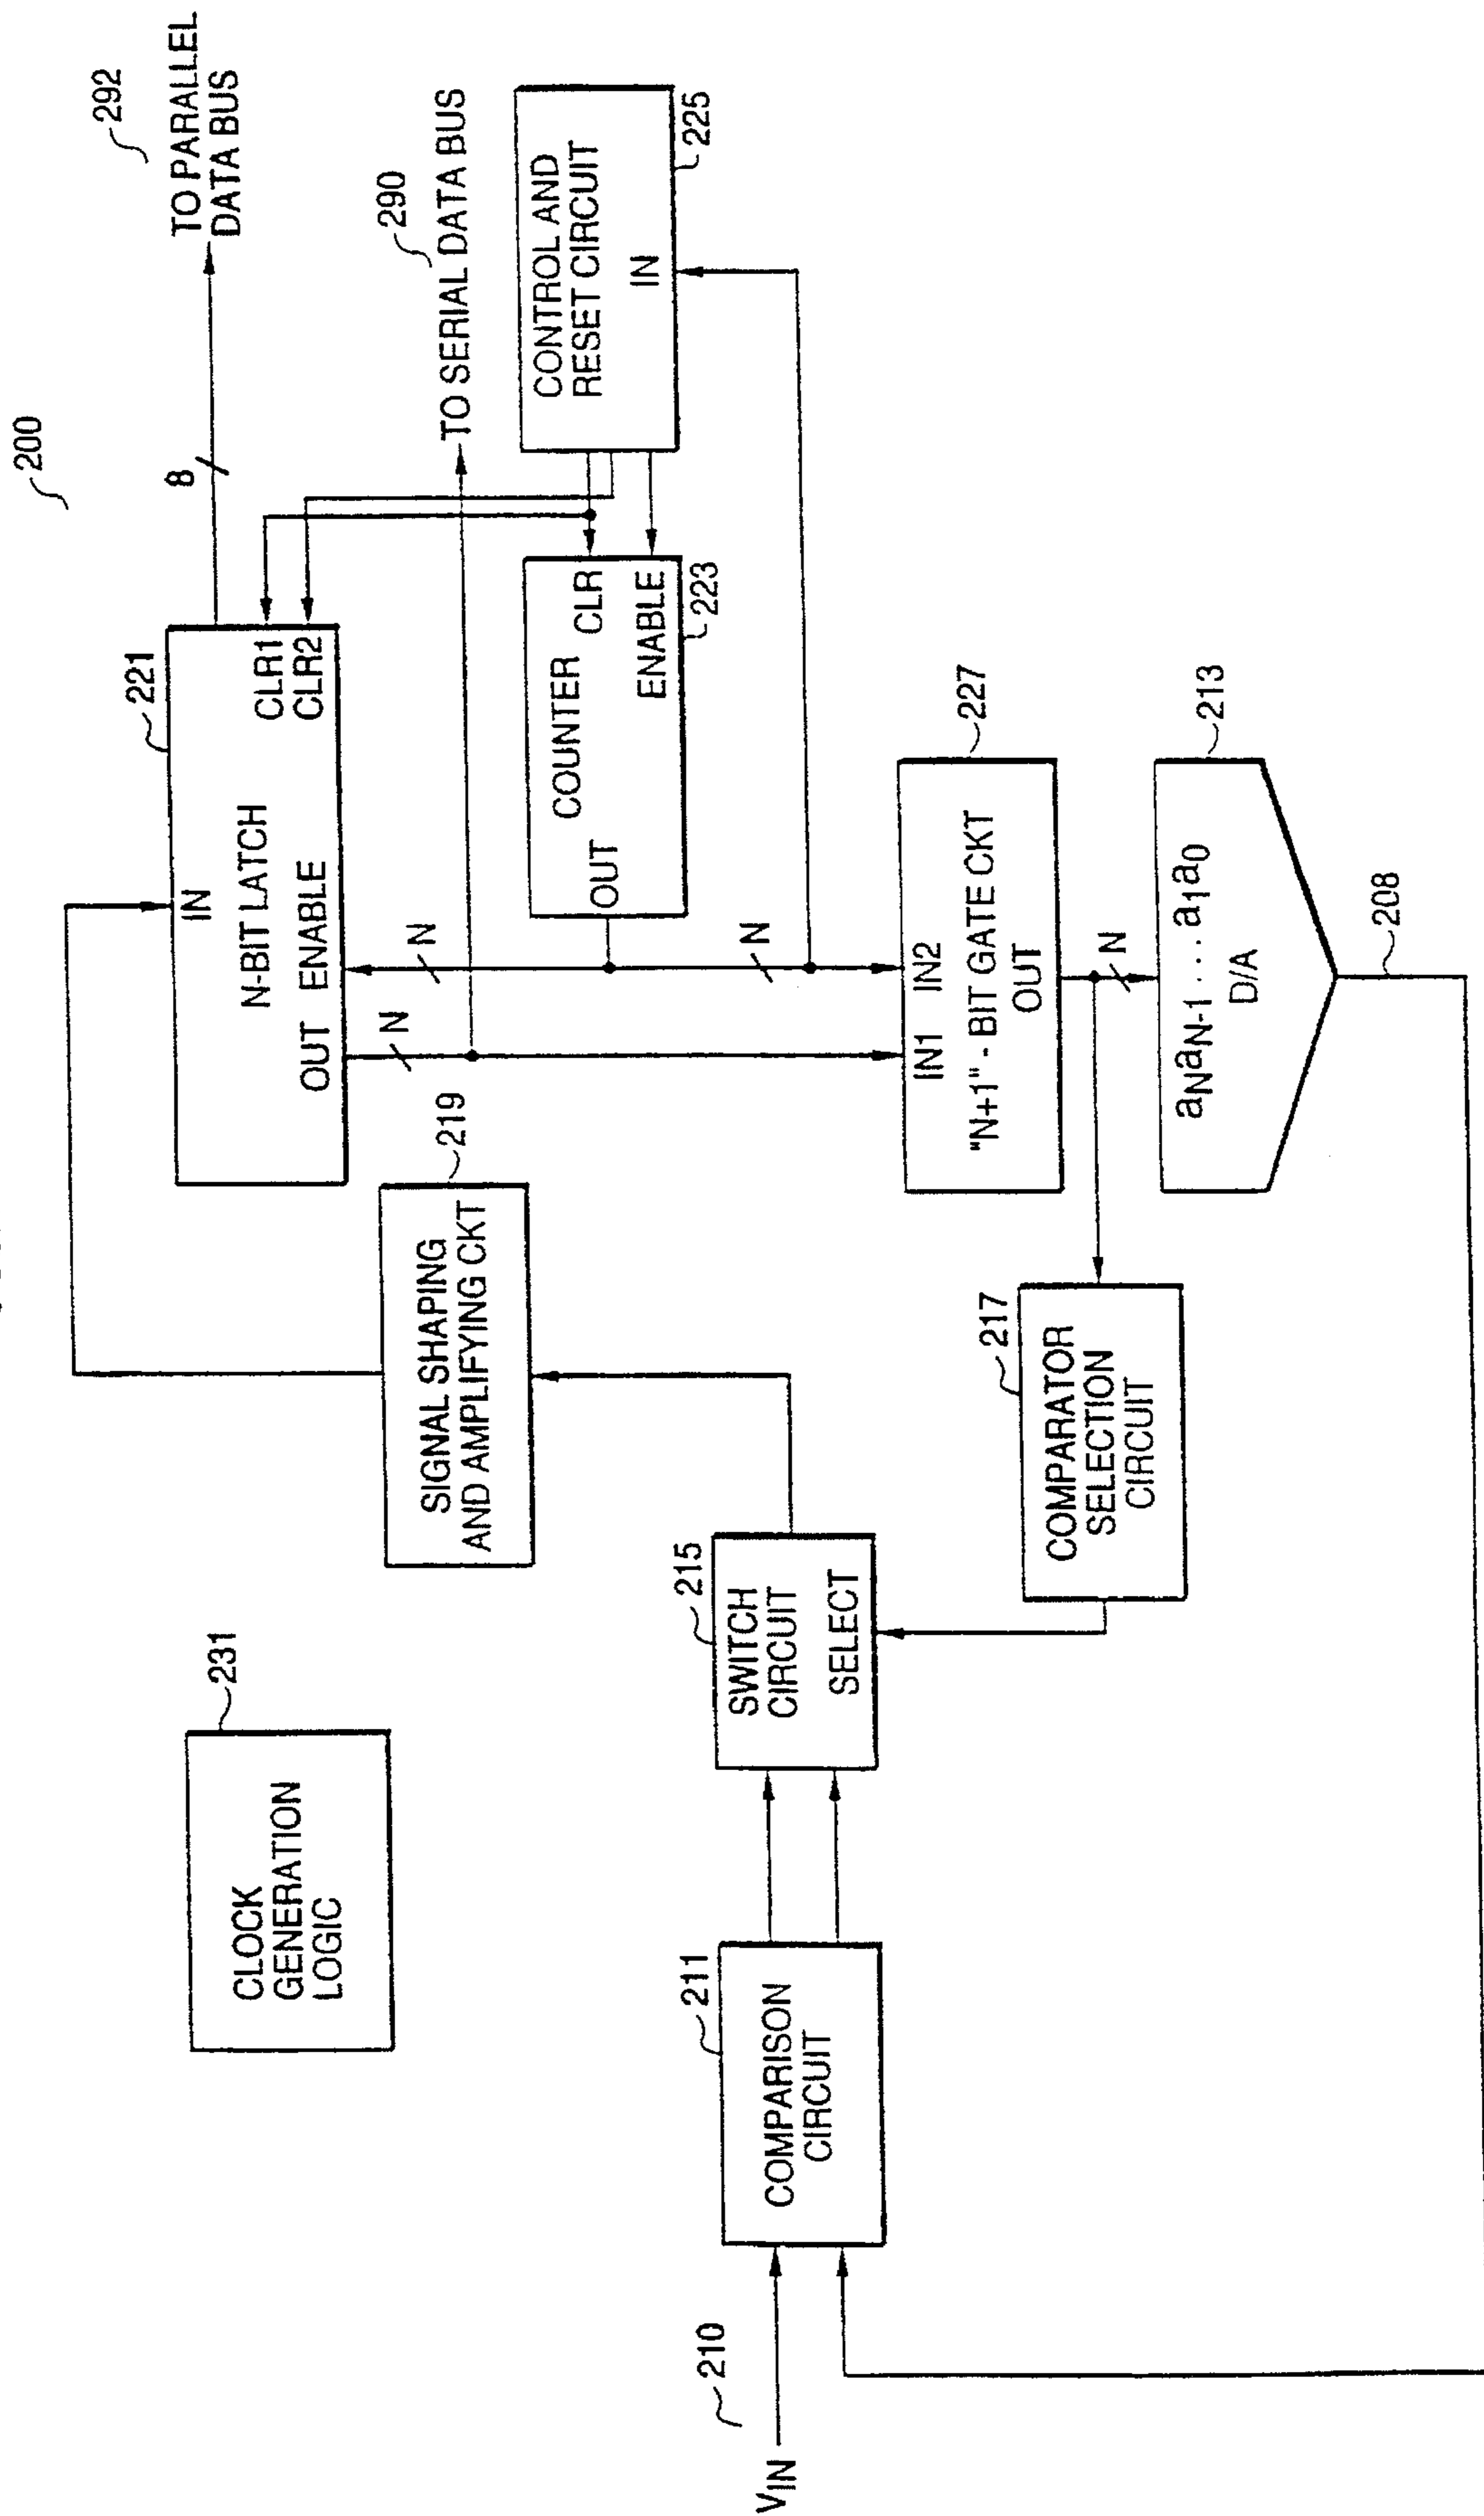 200
292
TO PARALLEL
DATA BUS
8
221
IN
N-BIT LATCH
CLR1
CLR2
OUT ENABLE
290
TO SERIAL DATA BUS
CONTROL AND
RESET CIRCUIT
IN
225
COUNTER
CLR
OUT
ENABLE
223
N
N
N
231
CLOCK
GENERATION
LOGIC
219
SIGNAL SHAPING
AND AMPLIFYING CKT
210
VIN
211
COMPARISON
CIRCUIT
215
SWITCH
CIRCUIT
SELECT
217
COMPARATOR
SELECTION
CIRCUIT
227
IN1 IN2
"N+1" - BIT GATE CKT
OUT
N
213
aNaN-1 ... a1a0
D/A
208